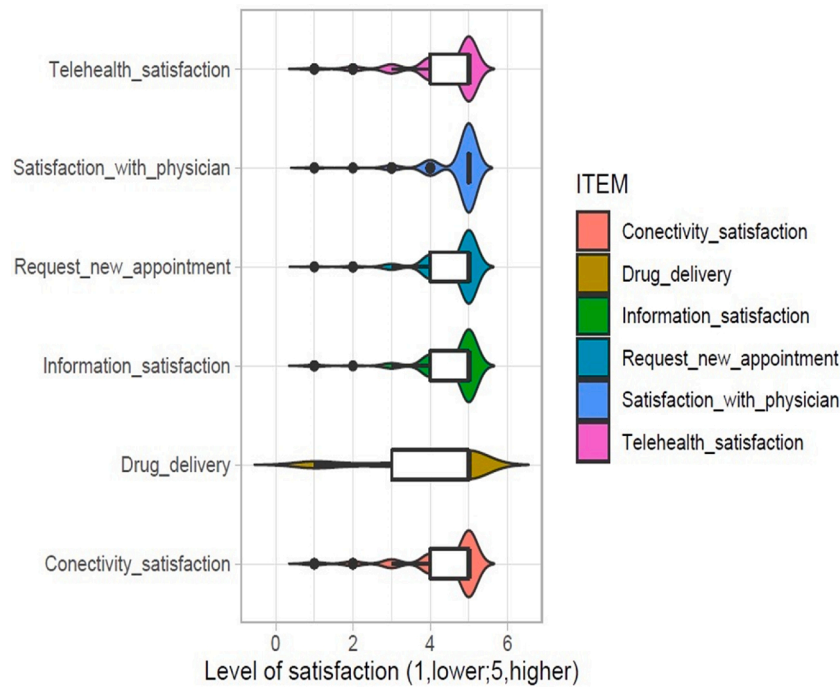 Telehealth_satisfaction
Satisfaction_with_physician
Request_new_appointment
Information_satisfaction
Drug_delivery
Conectivity_satisfaction
0 2 4 6
Level of satisfaction (1,lower;5,higher)
ITEM
Conectivity_satisfaction
Drug_delivery
Information_satisfaction
Request_new_appointment
Satisfaction_with_physician
Telehealth_satisfaction